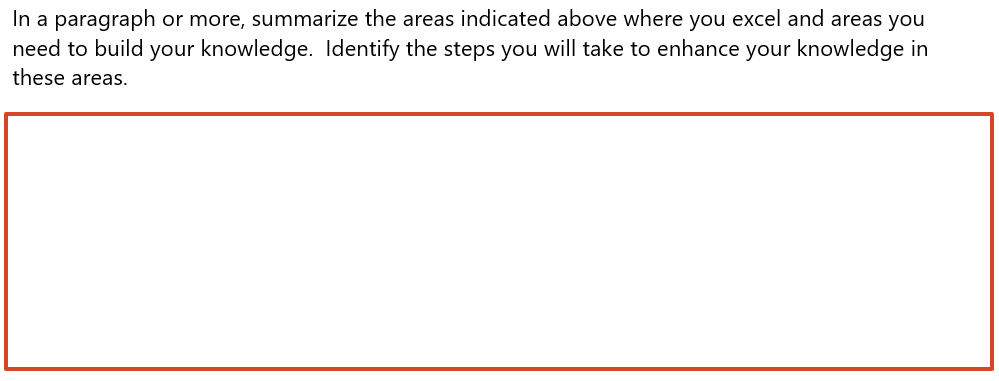 In a paragraph or more, summarize the areas indicated above where you excel and areas you
need to build your knowledge.  Identify the steps you will take to enhance your knowledge in
these areas.